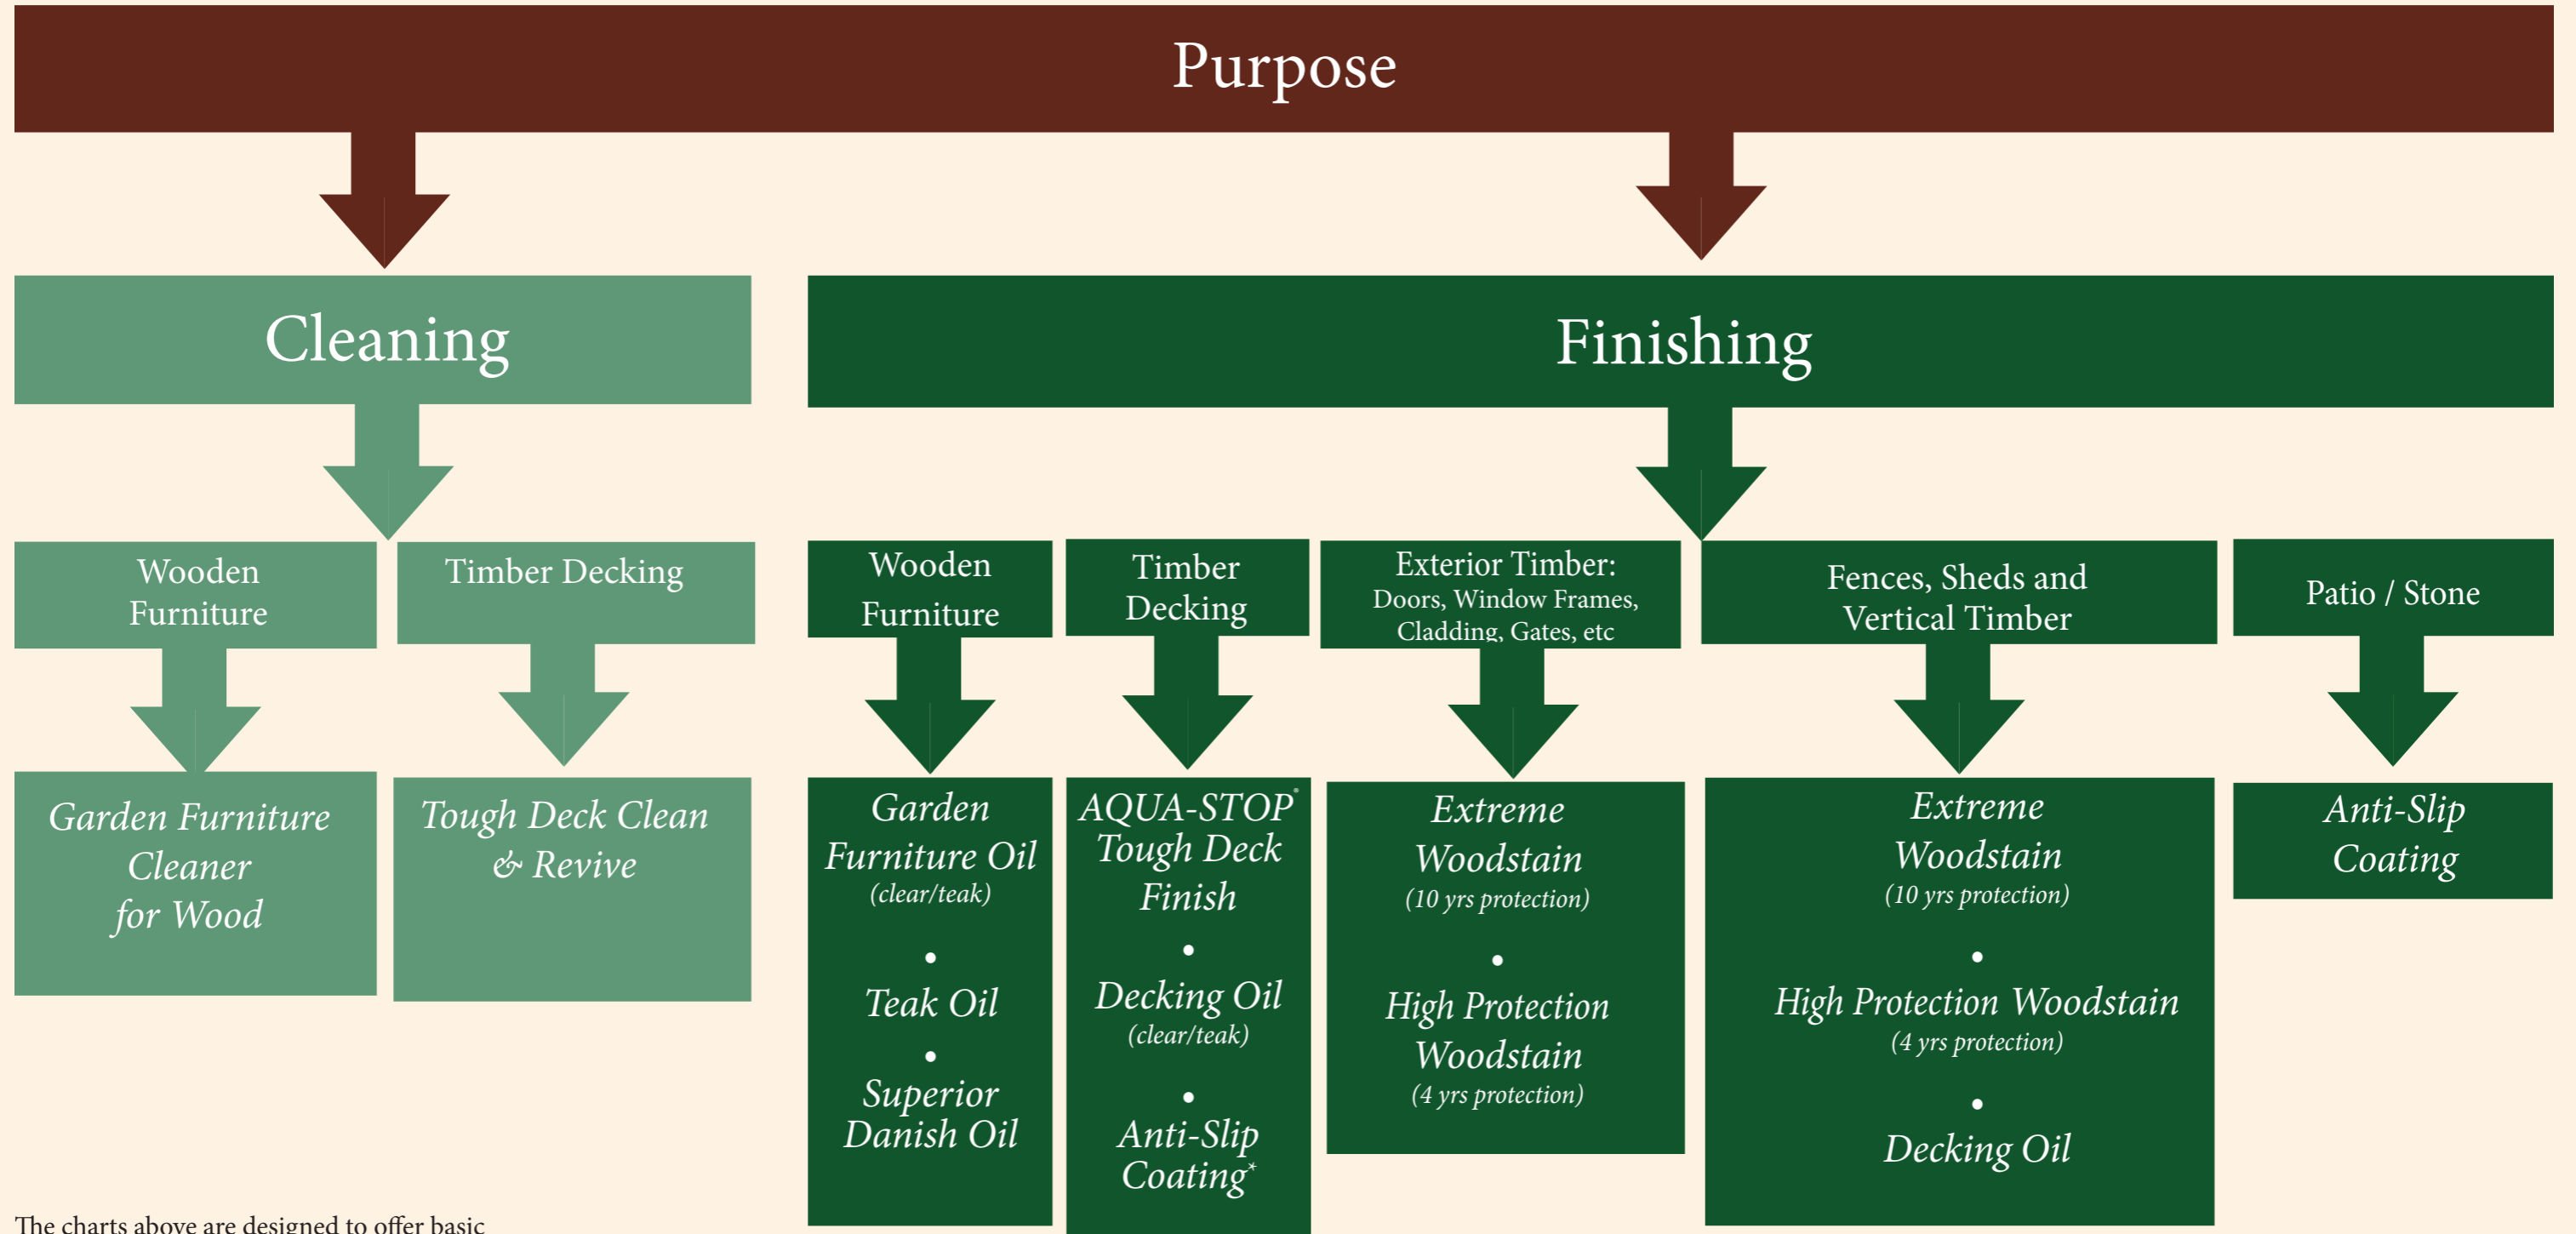 Purpose
Cleaning
Finishing
Wooden
Furniture
Timber Decking
Wooden
Furniture
Timber
Decking
Exterior Timber:
Doors, Window Frames,
Cladding, Gates, etc
Fences, Sheds and
Vertical Timber
Patio / Stone
Garden Furniture
Cleaner
for Wood
Tough Deck Clean
& Revive
Garden
Furniture Oil
(clear/teak)
•
Teak Oil
•
Superior
Danish Oil
AQUA-STOP®
Tough Deck
Finish
•
Decking Oil
(clear/teak)
•
Anti-Slip
Coating*
Extreme
Woodstain
(10 yrs protection)
•
High Protection
Woodstain
(4 yrs protection)
Extreme
Woodstain
(10 yrs protection)
•
High Protection Woodstain
(4 yrs protection)
•
Decking Oil
Anti-Slip
Coating
The charts above are designed to offer basic